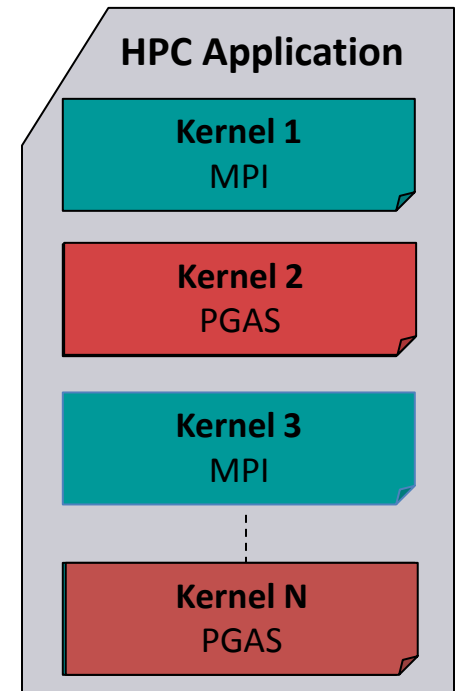 HPC Application
Kernel 1
MPI
Kernel 2
PGAS
Kernel 3
MPI
Kernel N
PGAS